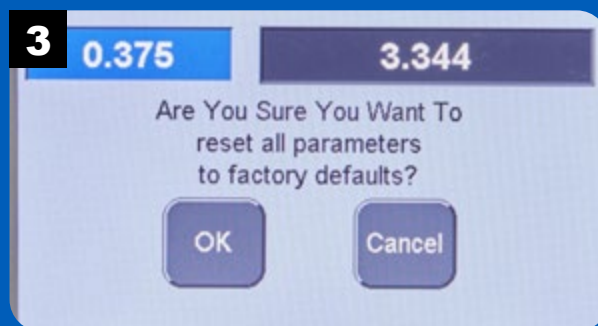 3
0.375 3.344
Are You Sure You Want To
reset all parameters
to factory defaults?
OK Cancel